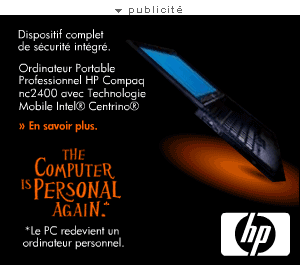 publicité
Dispositif complet
de sécurité intégré.
Ordinateur Portable
Professionnel HP Compaq
nc2400 avec Technologie
Mobile Intel® Centrino®
» En savoir plus.
THE
COMPUTER
IS PERSONAL
AGAIN.*
*Le PC redevient un
ordinateur personnel.
hp